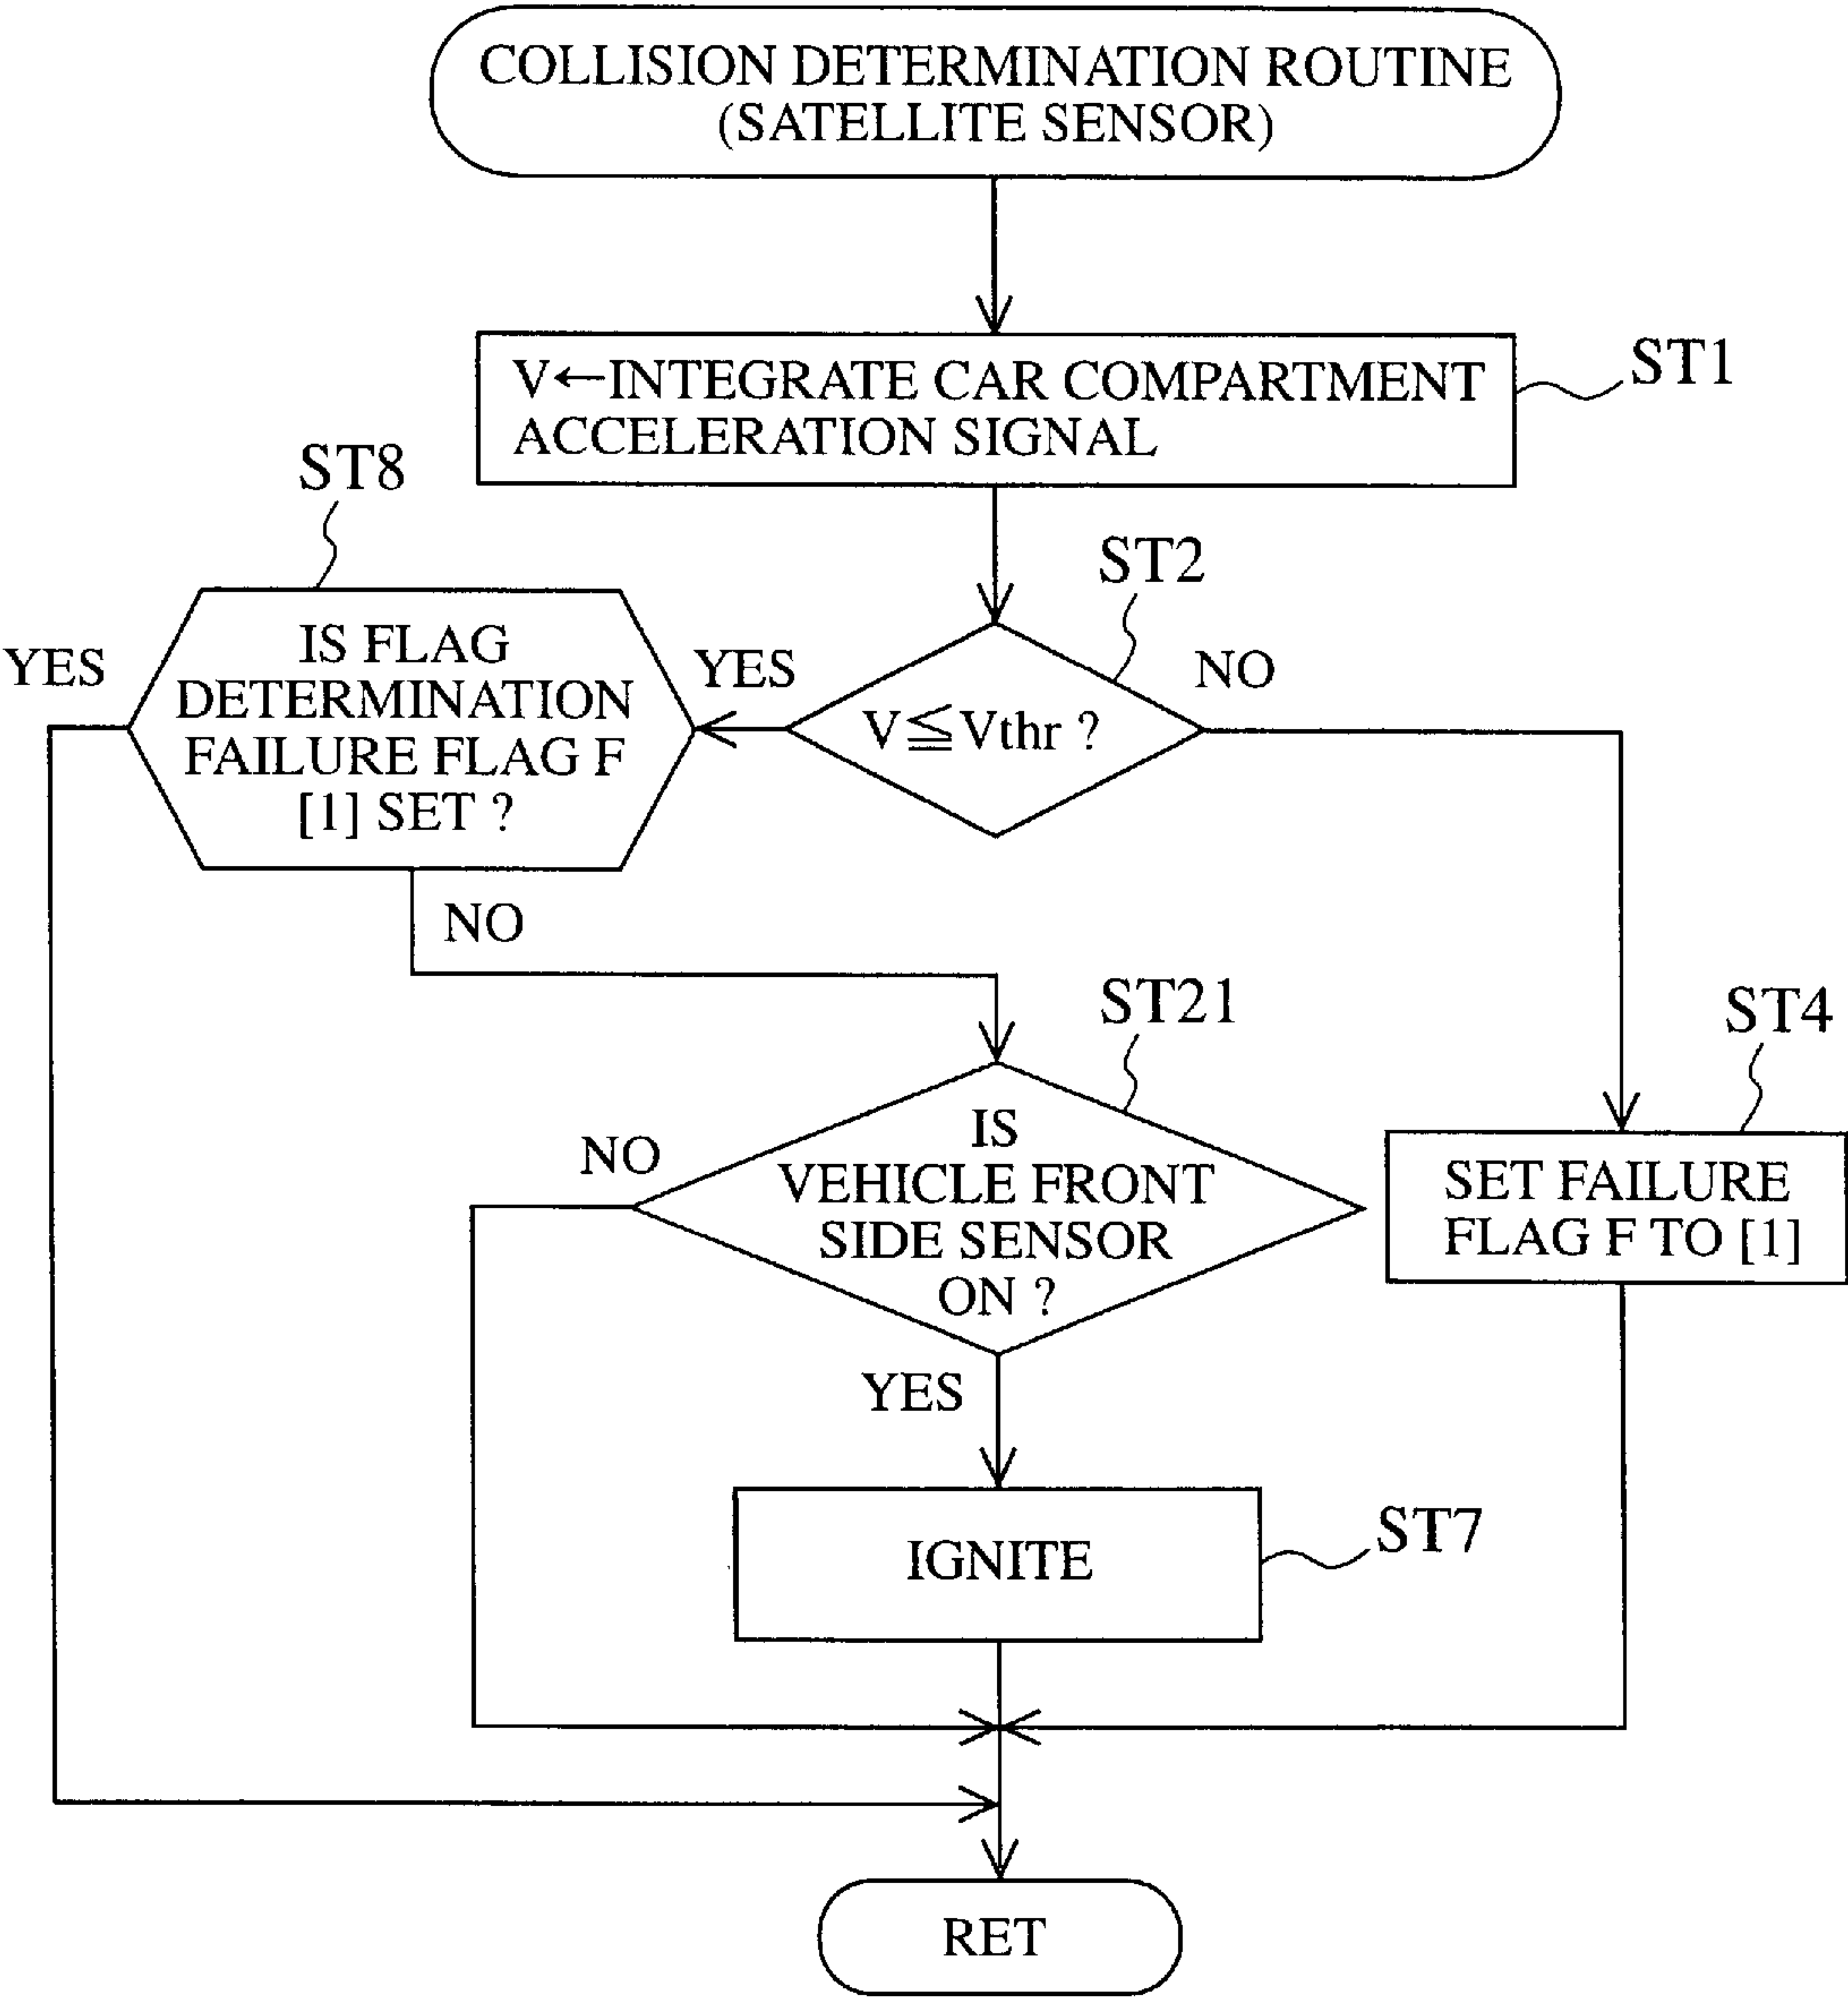 COLLISION DETERMINATION ROUTINE
(SATELLITE SENSOR)
V←INTEGRATE CAR COMPARTMENT
ACCELERATION SIGNAL
ST1
ST8
ST2
IS FLAG
DETERMINATION
FAILURE FLAG F
[1] SET ?
YES
YES
V≦Vthr ?
NO
NO
ST21
ST4
IS
VEHICLE FRONT
SIDE SENSOR
ON ?
NO
SET FAILURE
FLAG F TO [1]
YES
IGNITE
ST7
RET